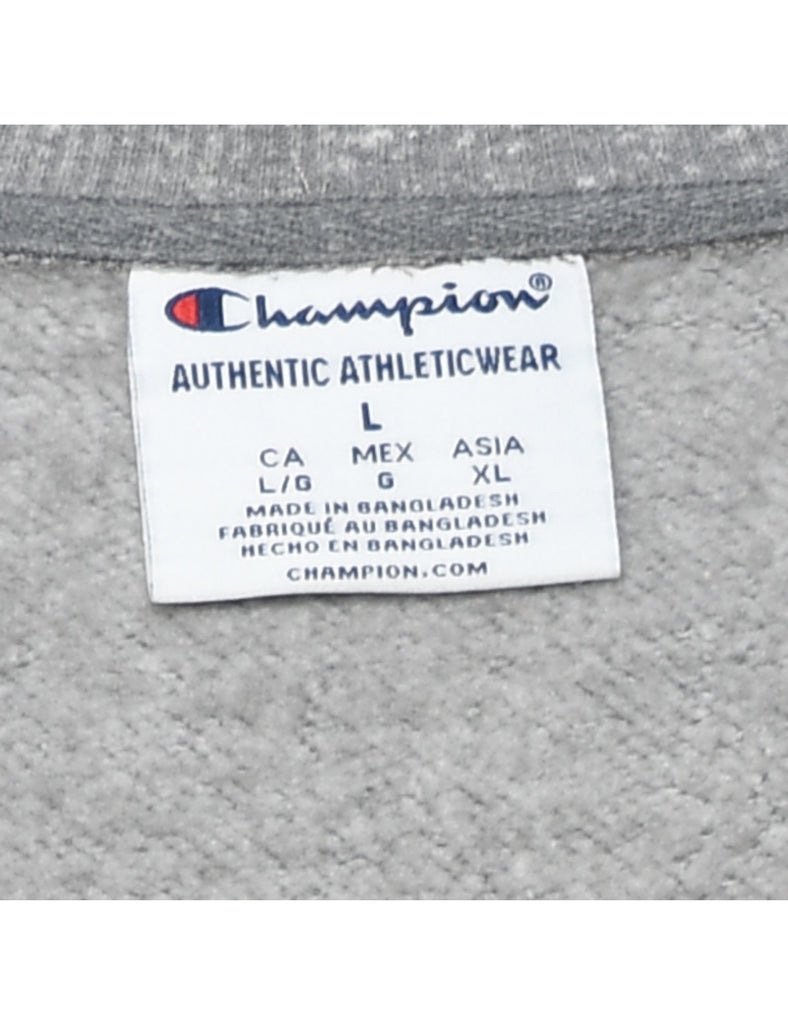 Champion®
AUTHENTIC ATHLETICWEAR
L
CA MEX ASIA
L/G G XL
MADE IN BANGLADESH
FABRIQUÉ AU BANGLADESH
HECHO EN BANGLADESH
CHAMPION.COM